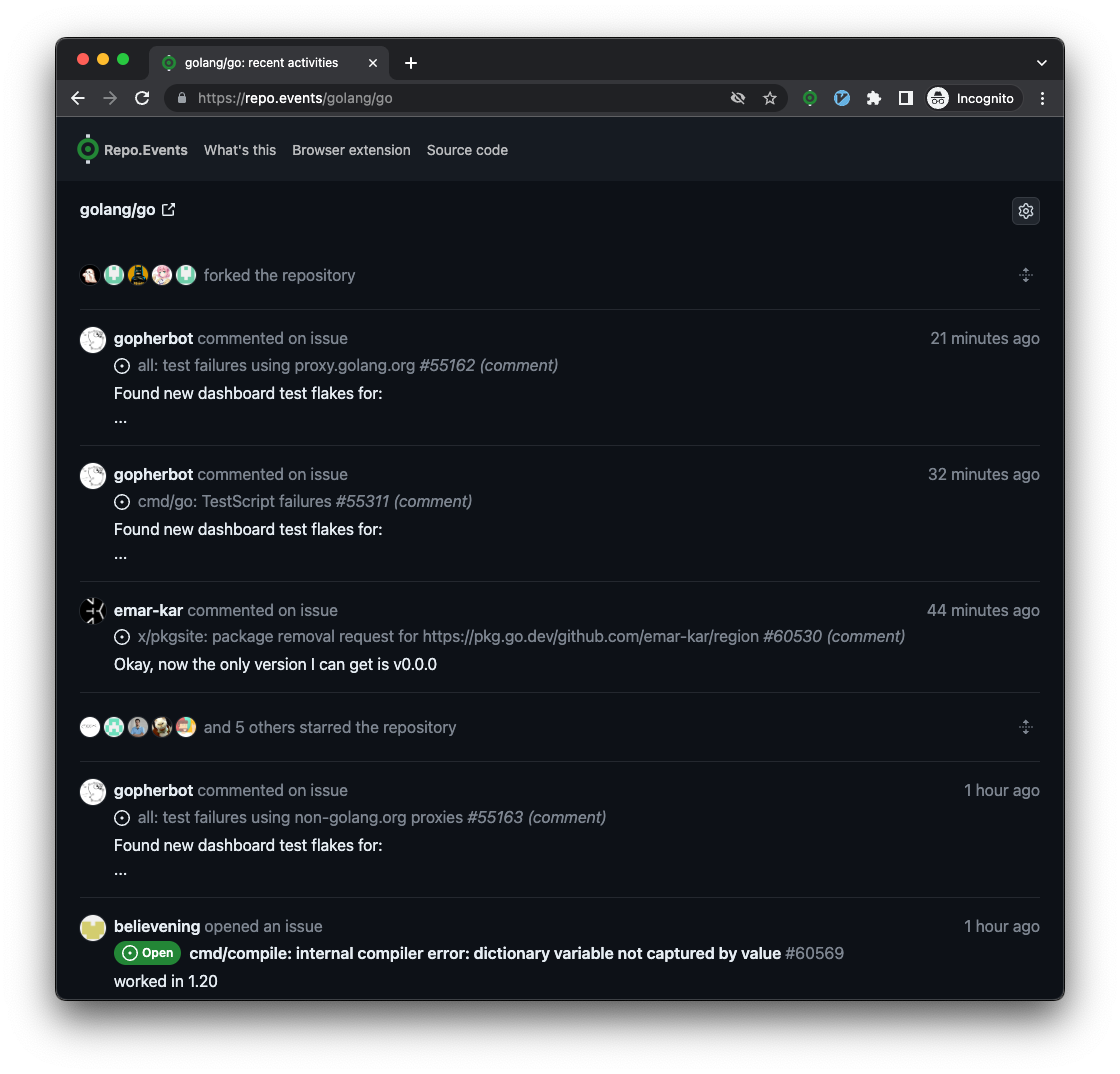 golang/go: recent activities
https://repo.events/golang/go
Incognito
Repo.Events What's this Browser extension Source code
golang/go
forked the repository
gopherbot commented on issue 21 minutes ago
all: test failures using proxy.golang.org #55162 (comment)
Found new dashboard test flakes for:
...
gopherbot commented on issue 32 minutes ago
cmd/go: TestScript failures #55311 (comment)
Found new dashboard test flakes for:
...
emar-kar commented on issue 44 minutes ago
x/pkgsite: package removal request for https://pkg.go.dev/github.com/emar-kar/region #60530 (comment)
Okay, now the only version I can get is v0.0.0
and 5 others starred the repository
gopherbot commented on issue 1 hour ago
all: test failures using non-golang.org proxies #55163 (comment)
Found new dashboard test flakes for:
...
believening opened an issue 1 hour ago
Open cmd/compile: internal compiler error: dictionary variable not captured by value #60569
worked in 1.20